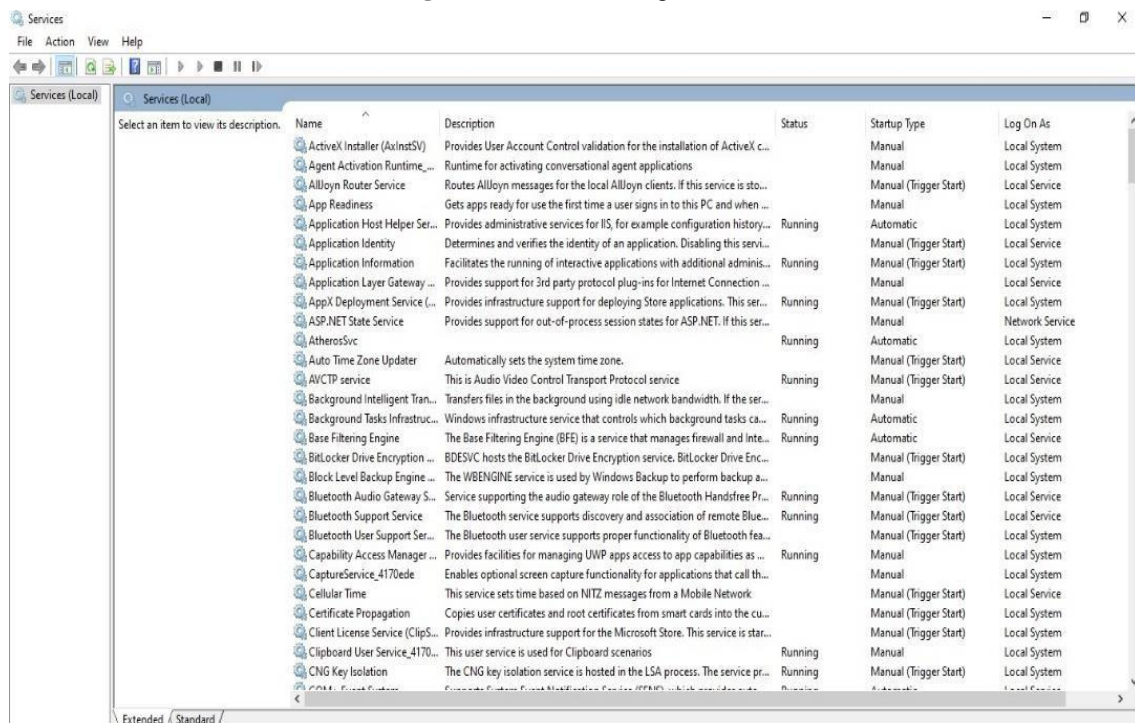 Services
File Action View Help
Services (Local)
Services (Local)
Select an item to view its description.
Name Description Status Startup Type Log On As
ActiveX Installer (AxInstSV) Provides User Account Control validation for the installation of ActiveX c... Manual Local System
Agent Activation Runtime_... Runtime for activating conversational agent applications Manual Local System
AllJoyn Router Service Routes AllJoyn messages for the local AllJoyn clients. If this service is sto... Manual (Trigger Start) Local Service
App Readiness Gets apps ready for use the first time a user signs in to this PC and when ... Manual Local System
Application Host Helper Ser... Provides administrative services for IIS, for example configuration history... Running Automatic Local System
Application Identity Determines and verifies the identity of an application. Disabling this servi... Manual (Trigger Start) Local Service
Application Information Facilitates the running of interactive applications with additional adminis... Running Manual (Trigger Start) Local System
Application Layer Gateway ... Provides support for 3rd party protocol plug-ins for Internet Connection ... Manual Local Service
AppX Deployment Service (... Provides infrastructure support for deploying Store applications. This ser... Running Manual (Trigger Start) Local System
ASP.NET State Service Provides support for out-of-process session states for ASP.NET. If this ser... Manual Network Service
AtherosSvc Running Automatic Local System
Auto Time Zone Updater Automatically sets the system time zone. Manual (Trigger Start) Local Service
AVCTP service This is Audio Video Control Transport Protocol service Running Manual (Trigger Start) Local Service
Background Intelligent Tran... Transfers files in the background using idle network bandwidth. If the ser... Manual Local System
Background Tasks Infrastruc... Windows infrastructure service that controls which background tasks ca... Running Automatic Local System
Base Filtering Engine The Base Filtering Engine (BFE) is a service that manages firewall and Inte... Running Automatic Local Service
BitLocker Drive Encryption ... BDESVC hosts the BitLocker Drive Encryption service. BitLocker Drive Enc... Manual (Trigger Start) Local System
Block Level Backup Engine ... The WBENGINE service is used by Windows Backup to perform backup a... Manual Local System
Bluetooth Audio Gateway S... Service supporting the audio gateway role of the Bluetooth Handsfree Pr... Running Manual (Trigger Start) Local Service
Bluetooth Support Service The Bluetooth service supports discovery and association of remote Blue... Running Manual (Trigger Start) Local Service
Bluetooth User Support Ser... The Bluetooth user service supports proper functionality of Bluetooth fea... Manual (Trigger Start) Local System
Capability Access Manager ... Provides facilities for managing UWP apps access to app capabilities as ... Running Manual Local System
CaptureService_4170ede Enables optional screen capture functionality for applications that call th... Manual Local System
Cellular Time This service sets time based on NITZ messages from a Mobile Network Manual (Trigger Start) Local Service
Certificate Propagation Copies user certificates and root certificates from smart cards into the cu... Manual (Trigger Start) Local System
Client License Service (ClipS... Provides infrastructure support for the Microsoft Store. This service is star... Manual (Trigger Start) Local System
Clipboard User Service_4170... This user service is used for Clipboard scenarios Running Manual Local System
CNG Key Isolation The CNG key isolation service is hosted in the LSA process. The service pr... Running Manual (Trigger Start) Local System
Extended Standard